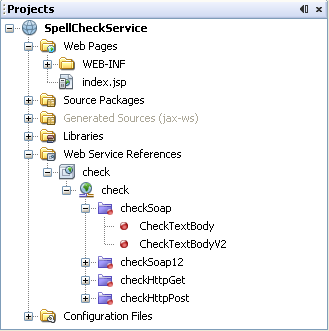 Projects
SpellCheckService
Web Pages
WEB-INF
index.jsp
Source Packages
Generated Sources (jax-ws)
Libraries
Web Service References
check
check
checkSoap
CheckTextBody
CheckTextBodyV2
checkSoap12
checkHttpGet
checkHttpPost
Configuration Files